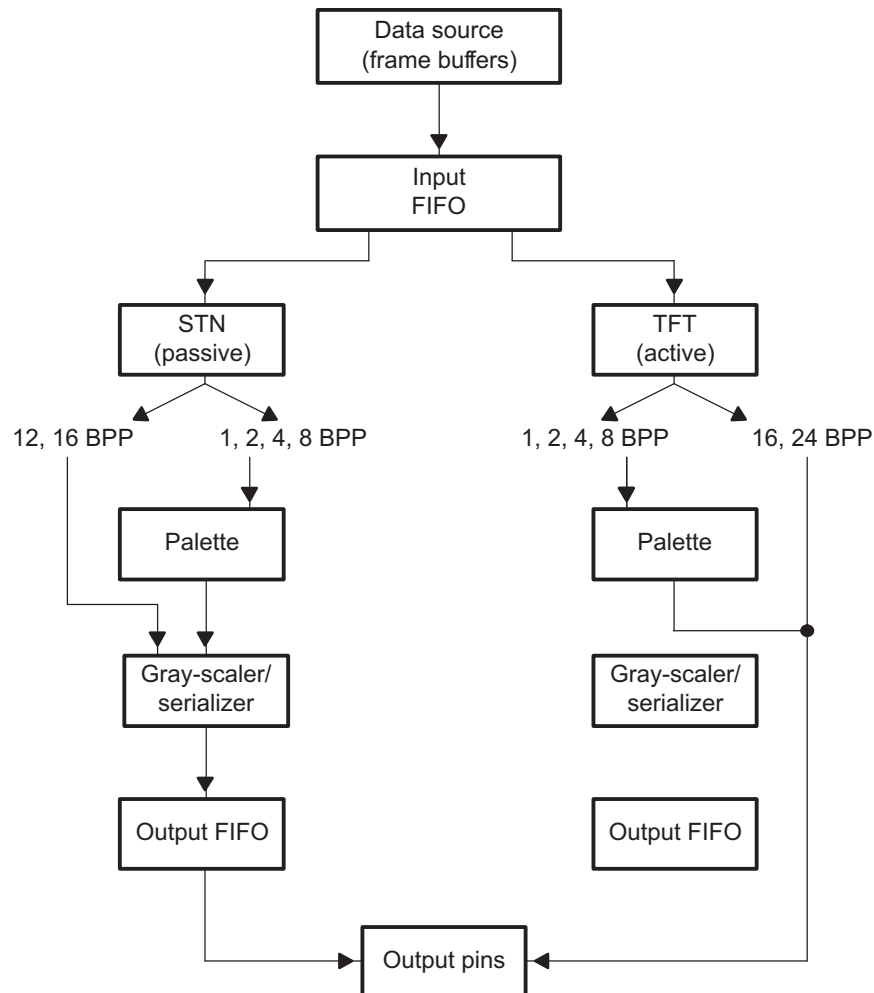 Data source
(frame buffers)
Input
FIFO
STN
(passive)
TFT
(active)
12, 16 BPP
1, 2, 4, 8 BPP
1, 2, 4, 8 BPP
16, 24 BPP
Palette
Palette
Gray-scaler/
serializer
Gray-scaler/
serializer
Output FIFO
Output FIFO
Output pins